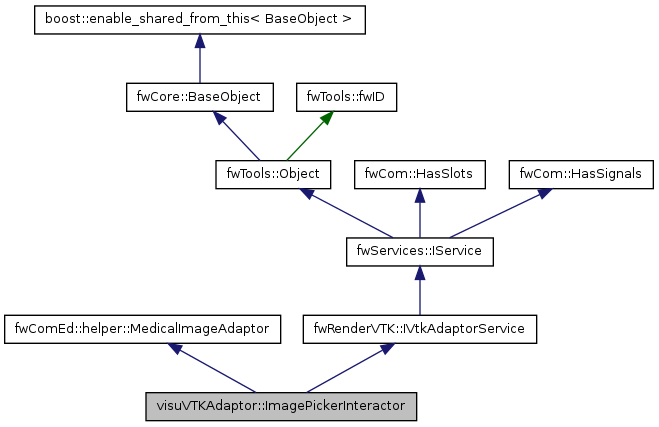 boost::enable_shared_from_this< BaseObject >
fwCore::BaseObject
fwTools::fwID
fwTools::Object
fwCom::HasSlots
fwCom::HasSignals
fwServices::IService
fwComEd::helper::MedicalImageAdaptor
fwRenderVTK::IVtkAdaptorService
visuVTKAdaptor::ImagePickerInteractor